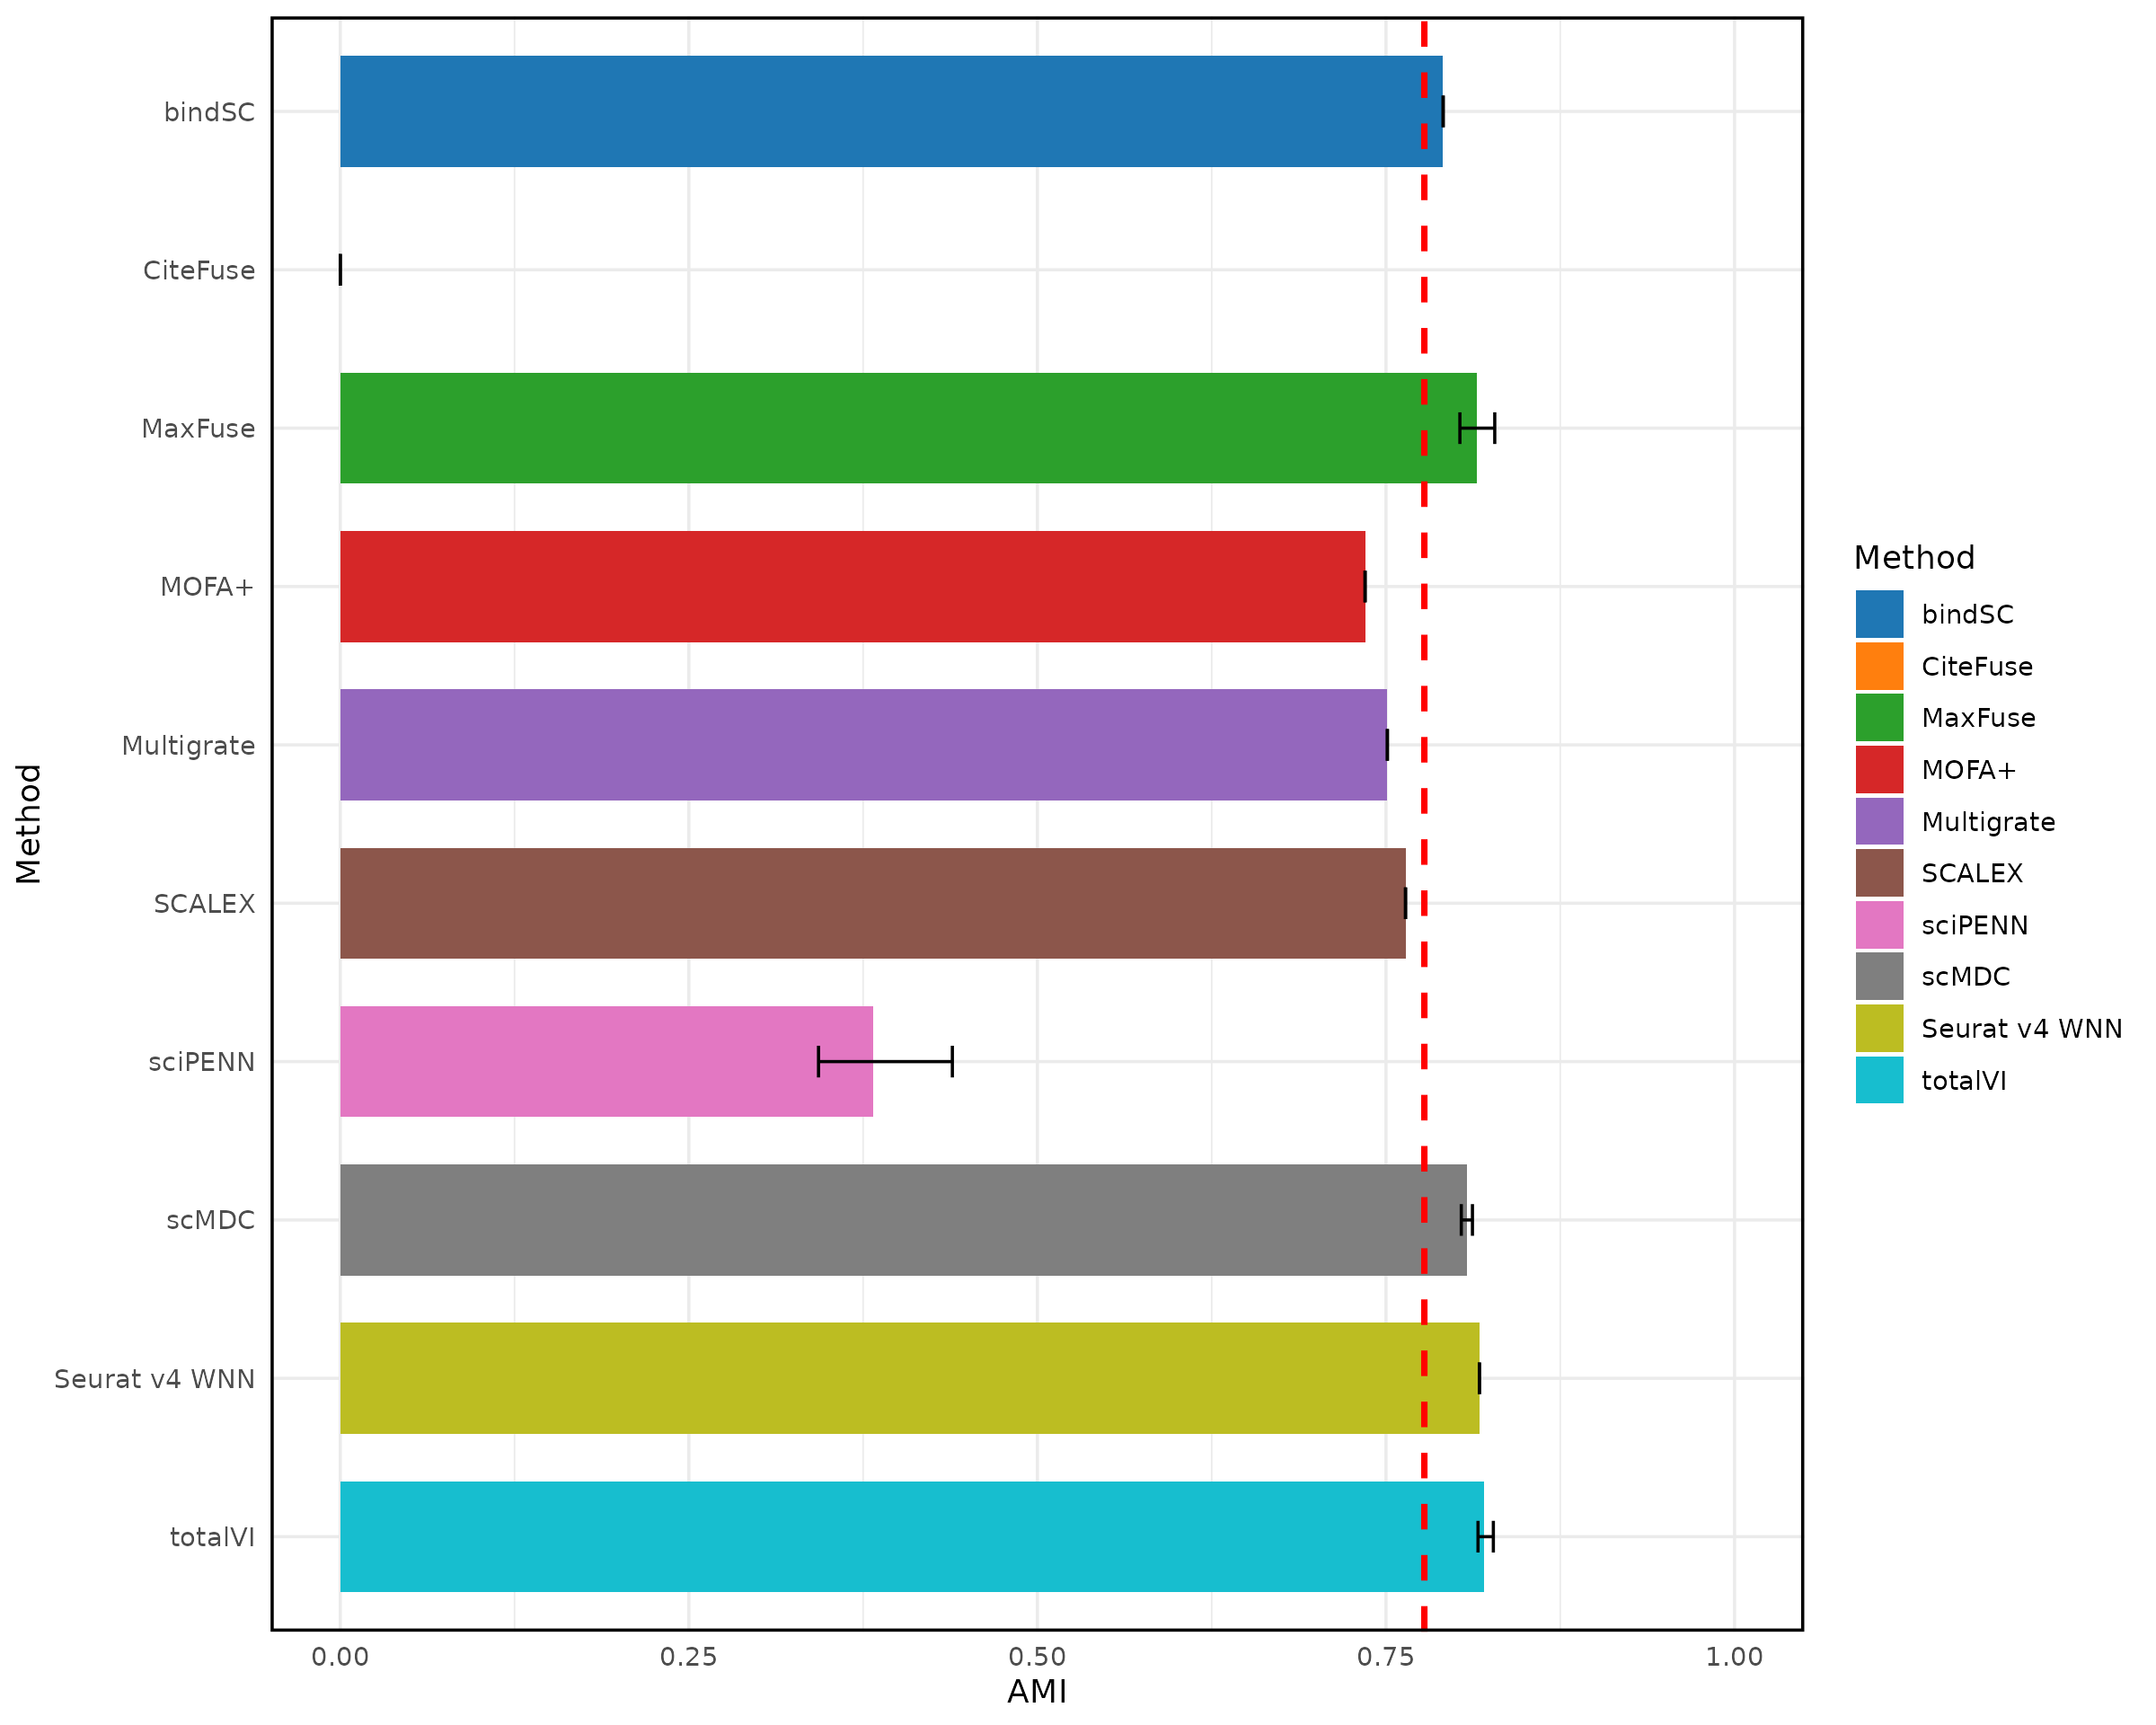 bindSC
CiteFuse
MaxFuse
MOFA+
Multigrate
SCALEX
sciPENN
scMDC
Seurat v4 WNN
totalVI
Method
0.00 0.25 0.50 0.75 1.00
AMI
Method
bindSC
CiteFuse
MaxFuse
MOFA+
Multigrate
SCALEX
sciPENN
scMDC
Seurat v4 WNN
totalVI